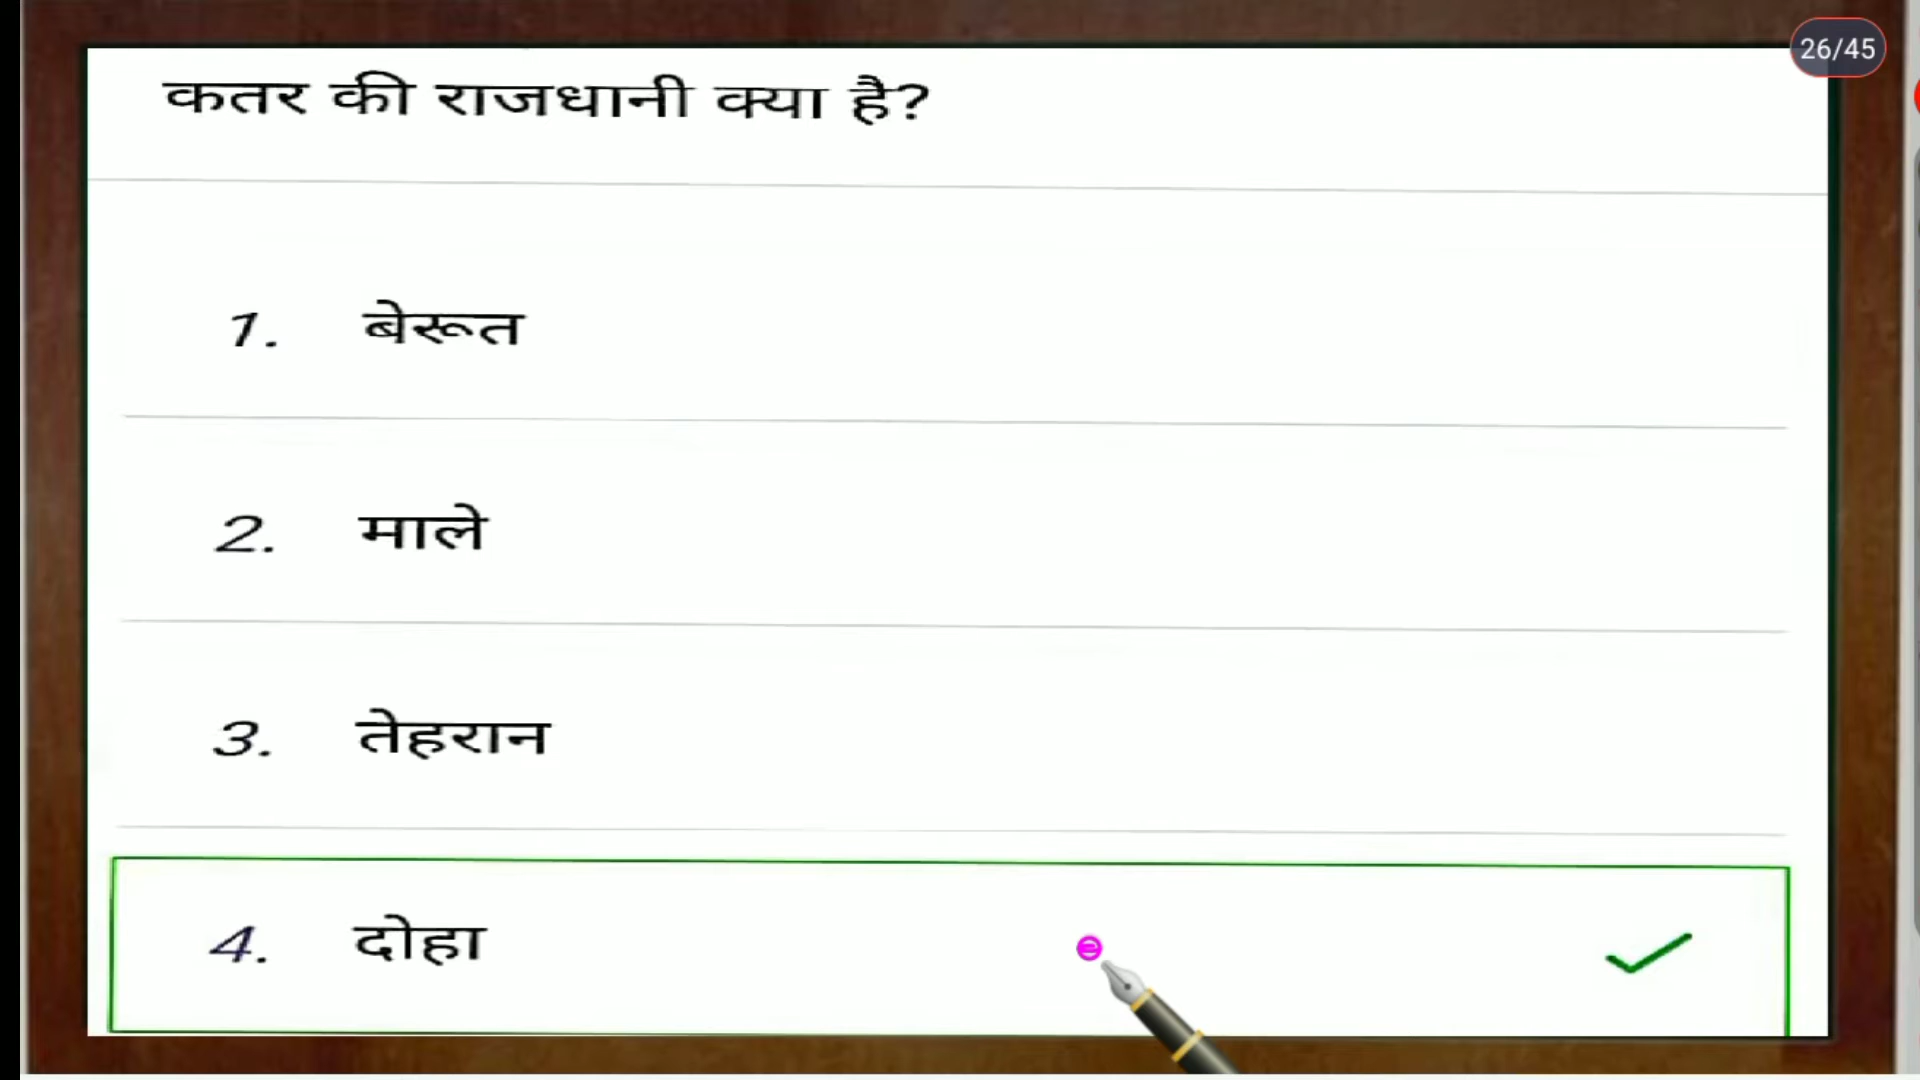 26/45
कतर की राजधानी क्या है?
1. बेरूत
2. माले
3. तेहरान
4. दोहा